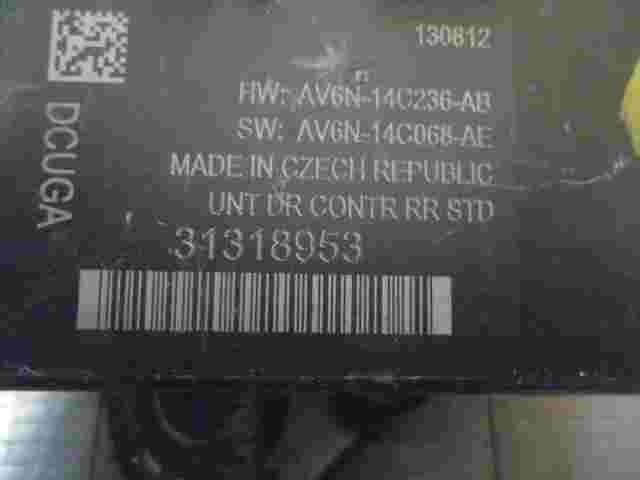 130812
HW: AV6N-14C236-AB
SW: AV6N-14C068-AE
MADE IN CZECH REPUBLIC
UNT DR CONTR RR STD
31318953
DCUGA